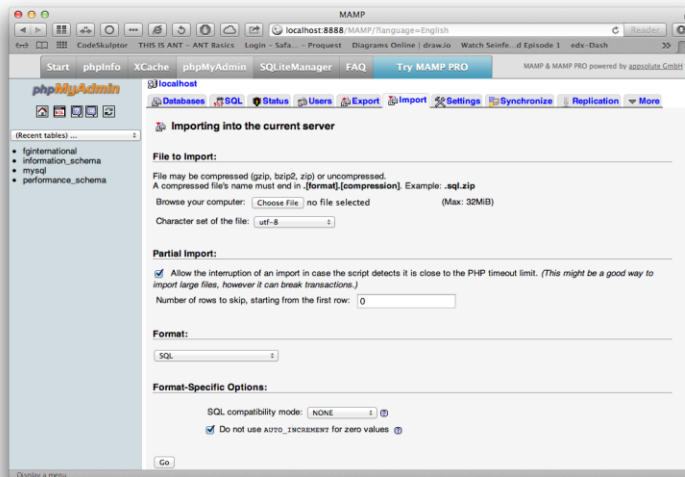 MAMP
localhost:8888/MAMP/?language=English
Reader
CodeSkulptor THIS IS ANT - ANT Basics Login - Safa... - Proquest Diagrams Online | draw.io Watch Seinfe...d Episode 1 edx-Dash
Start phpInfo XCache phpMyAdmin SQLiteManager FAQ Try MAMP PRO MAMP & MAMP PRO powered by appsolute GmbH
phpMyAdmin
(Recent tables) ...
fginternational
information_schema
mysql
performance_schema
localhost
Databases SQL Status Users Export Import Settings Synchronize Replication More
Importing into the current server
File to Import:
File may be compressed (gzip, bzip2, zip) or uncompressed.
A compressed file's name must end in .[format].[compression]. Example: .sql.zip
Browse your computer: Choose File no file selected (Max: 32MiB)
Character set of the file: utf-8
Partial Import:
Allow the interruption of an import in case the script detects it is close to the PHP timeout limit. (This might be a good way to
import large files, however it can break transactions.)
Number of rows to skip, starting from the first row: 0
Format:
SQL
Format-Specific Options:
SQL compatibility mode: NONE
Do not use AUTO_INCREMENT for zero values
Go
Display a menu